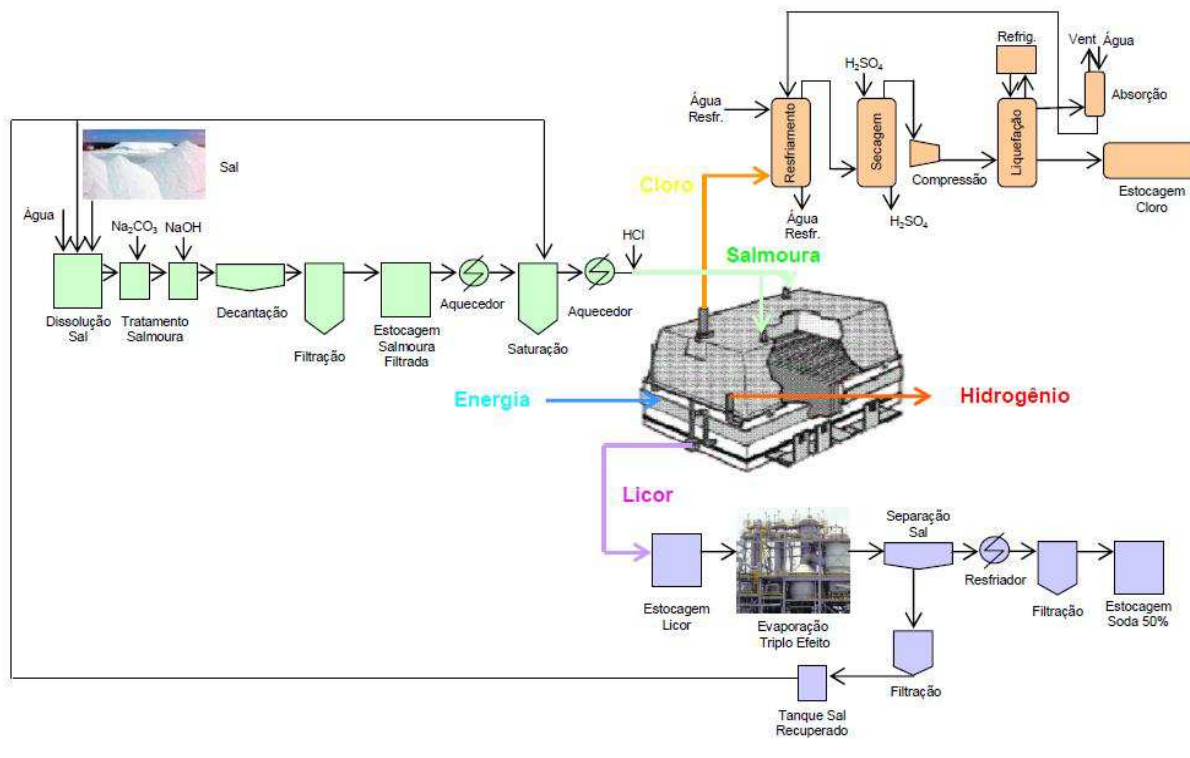 Refrig.
Vent
Água
H₂SO₄
Absorção
Água
Resfr.
Resfriamento
Secagem
Liquefação
Compressão
Estocagem
Cloro
Água
Resfr.
H₂SO₄
Cloro
Sal
Água
Na₂CO₃
NaOH
HCl
Salmoura
Dissolução
Sal
Tratamento
Salmoura
Decantação
Filtração
Estocagem
Salmoura
Filtrada
Aquecedor
Saturação
Aquecedor
Energia
Hidrogênio
Licor
Separação
Sal
Estocagem
Licor
Evaporação
Triplo Efeito
Resfriador
Filtração
Estocagem
Soda 50%
Filtração
Tanque Sal
Recuperado